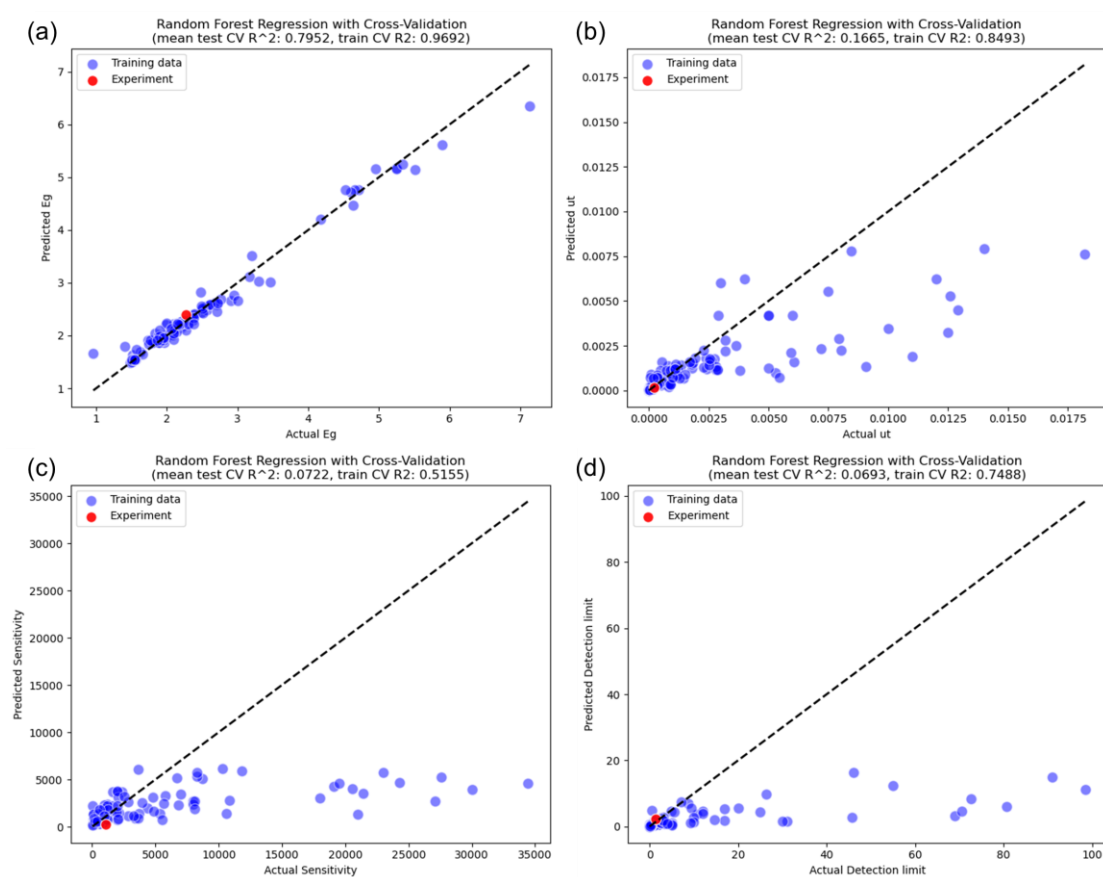 (a)
Random Forest Regression with Cross-Validation
(mean test CV R^2: 0.7952, train CV R2: 0.9692)
Training data
Experiment
7
6
5
4
3
2
1
Predicted Eg
1 2 3 4 5 6 7
Actual Eg
(b)
Random Forest Regression with Cross-Validation
(mean test CV R^2: 0.1665, train CV R2: 0.8493)
Training data
Experiment
0.0175
0.0150
0.0125
0.0100
0.0075
0.0050
0.0025
0.0000
Predicted ut
0.0000 0.0025 0.0050 0.0075 0.0100 0.0125 0.0150 0.0175
Actual ut
(c)
Random Forest Regression with Cross-Validation
(mean test CV R^2: 0.0722, train CV R2: 0.5155)
Training data
Experiment
35000
30000
25000
20000
15000
10000
5000
0
Predicted Sensitivity
0 5000 10000 15000 20000 25000 30000 35000
Actual Sensitivity
(d)
Random Forest Regression with Cross-Validation
(mean test CV R^2: 0.0693, train CV R2: 0.7488)
Training data
Experiment
100
80
60
40
20
0
Predicted Detection limit
0 20 40 60 80 100
Actual Detection limit